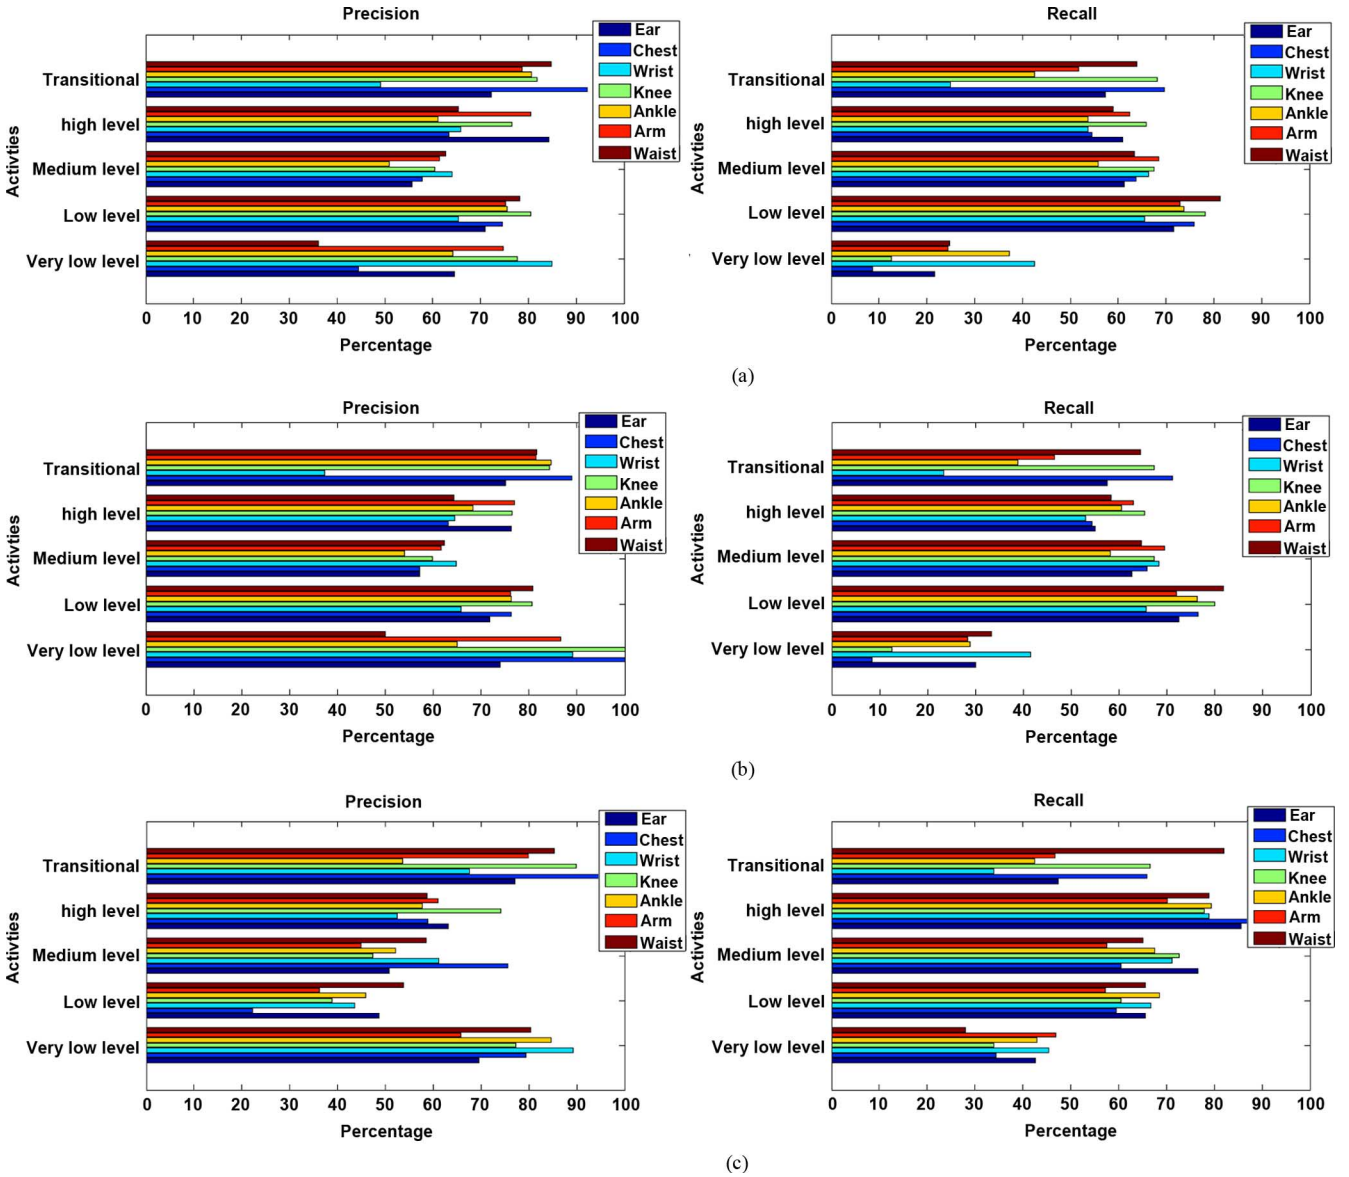 Precision
Ear
Chest
Wrist
Knee
Ankle
Arm
Waist
Activties
Transitional
high level
Medium level
Low level
Very low level
0 10 20 30 40 50 60 70 80 90 100
Percentage
Recall
Ear
Chest
Wrist
Knee
Ankle
Arm
Waist
Activties
Transitional
high level
Medium level
Low level
Very low level
0 10 20 30 40 50 60 70 80 90 100
Percentage
(a)
Precision
Ear
Chest
Wrist
Knee
Ankle
Arm
Waist
Activties
Transitional
high level
Medium level
Low level
Very low level
0 10 20 30 40 50 60 70 80 90 100
Percentage
Recall
Ear
Chest
Wrist
Knee
Ankle
Arm
Waist
Activties
Transitional
high level
Medium level
Low level
Very low level
0 10 20 30 40 50 60 70 80 90 100
Percentage
(b)
Precision
Ear
Chest
Wrist
Knee
Ankle
Arm
Waist
Activties
Transitional
high level
Medium level
Low level
Very low level
0 10 20 30 40 50 60 70 80 90 100
Percentage
Recall
Ear
Chest
Wrist
Knee
Ankle
Arm
Waist
Activties
Transitional
high level
Medium level
Low level
Very low level
0 10 20 30 40 50 60 70 80 90 100
Percentage
(c)